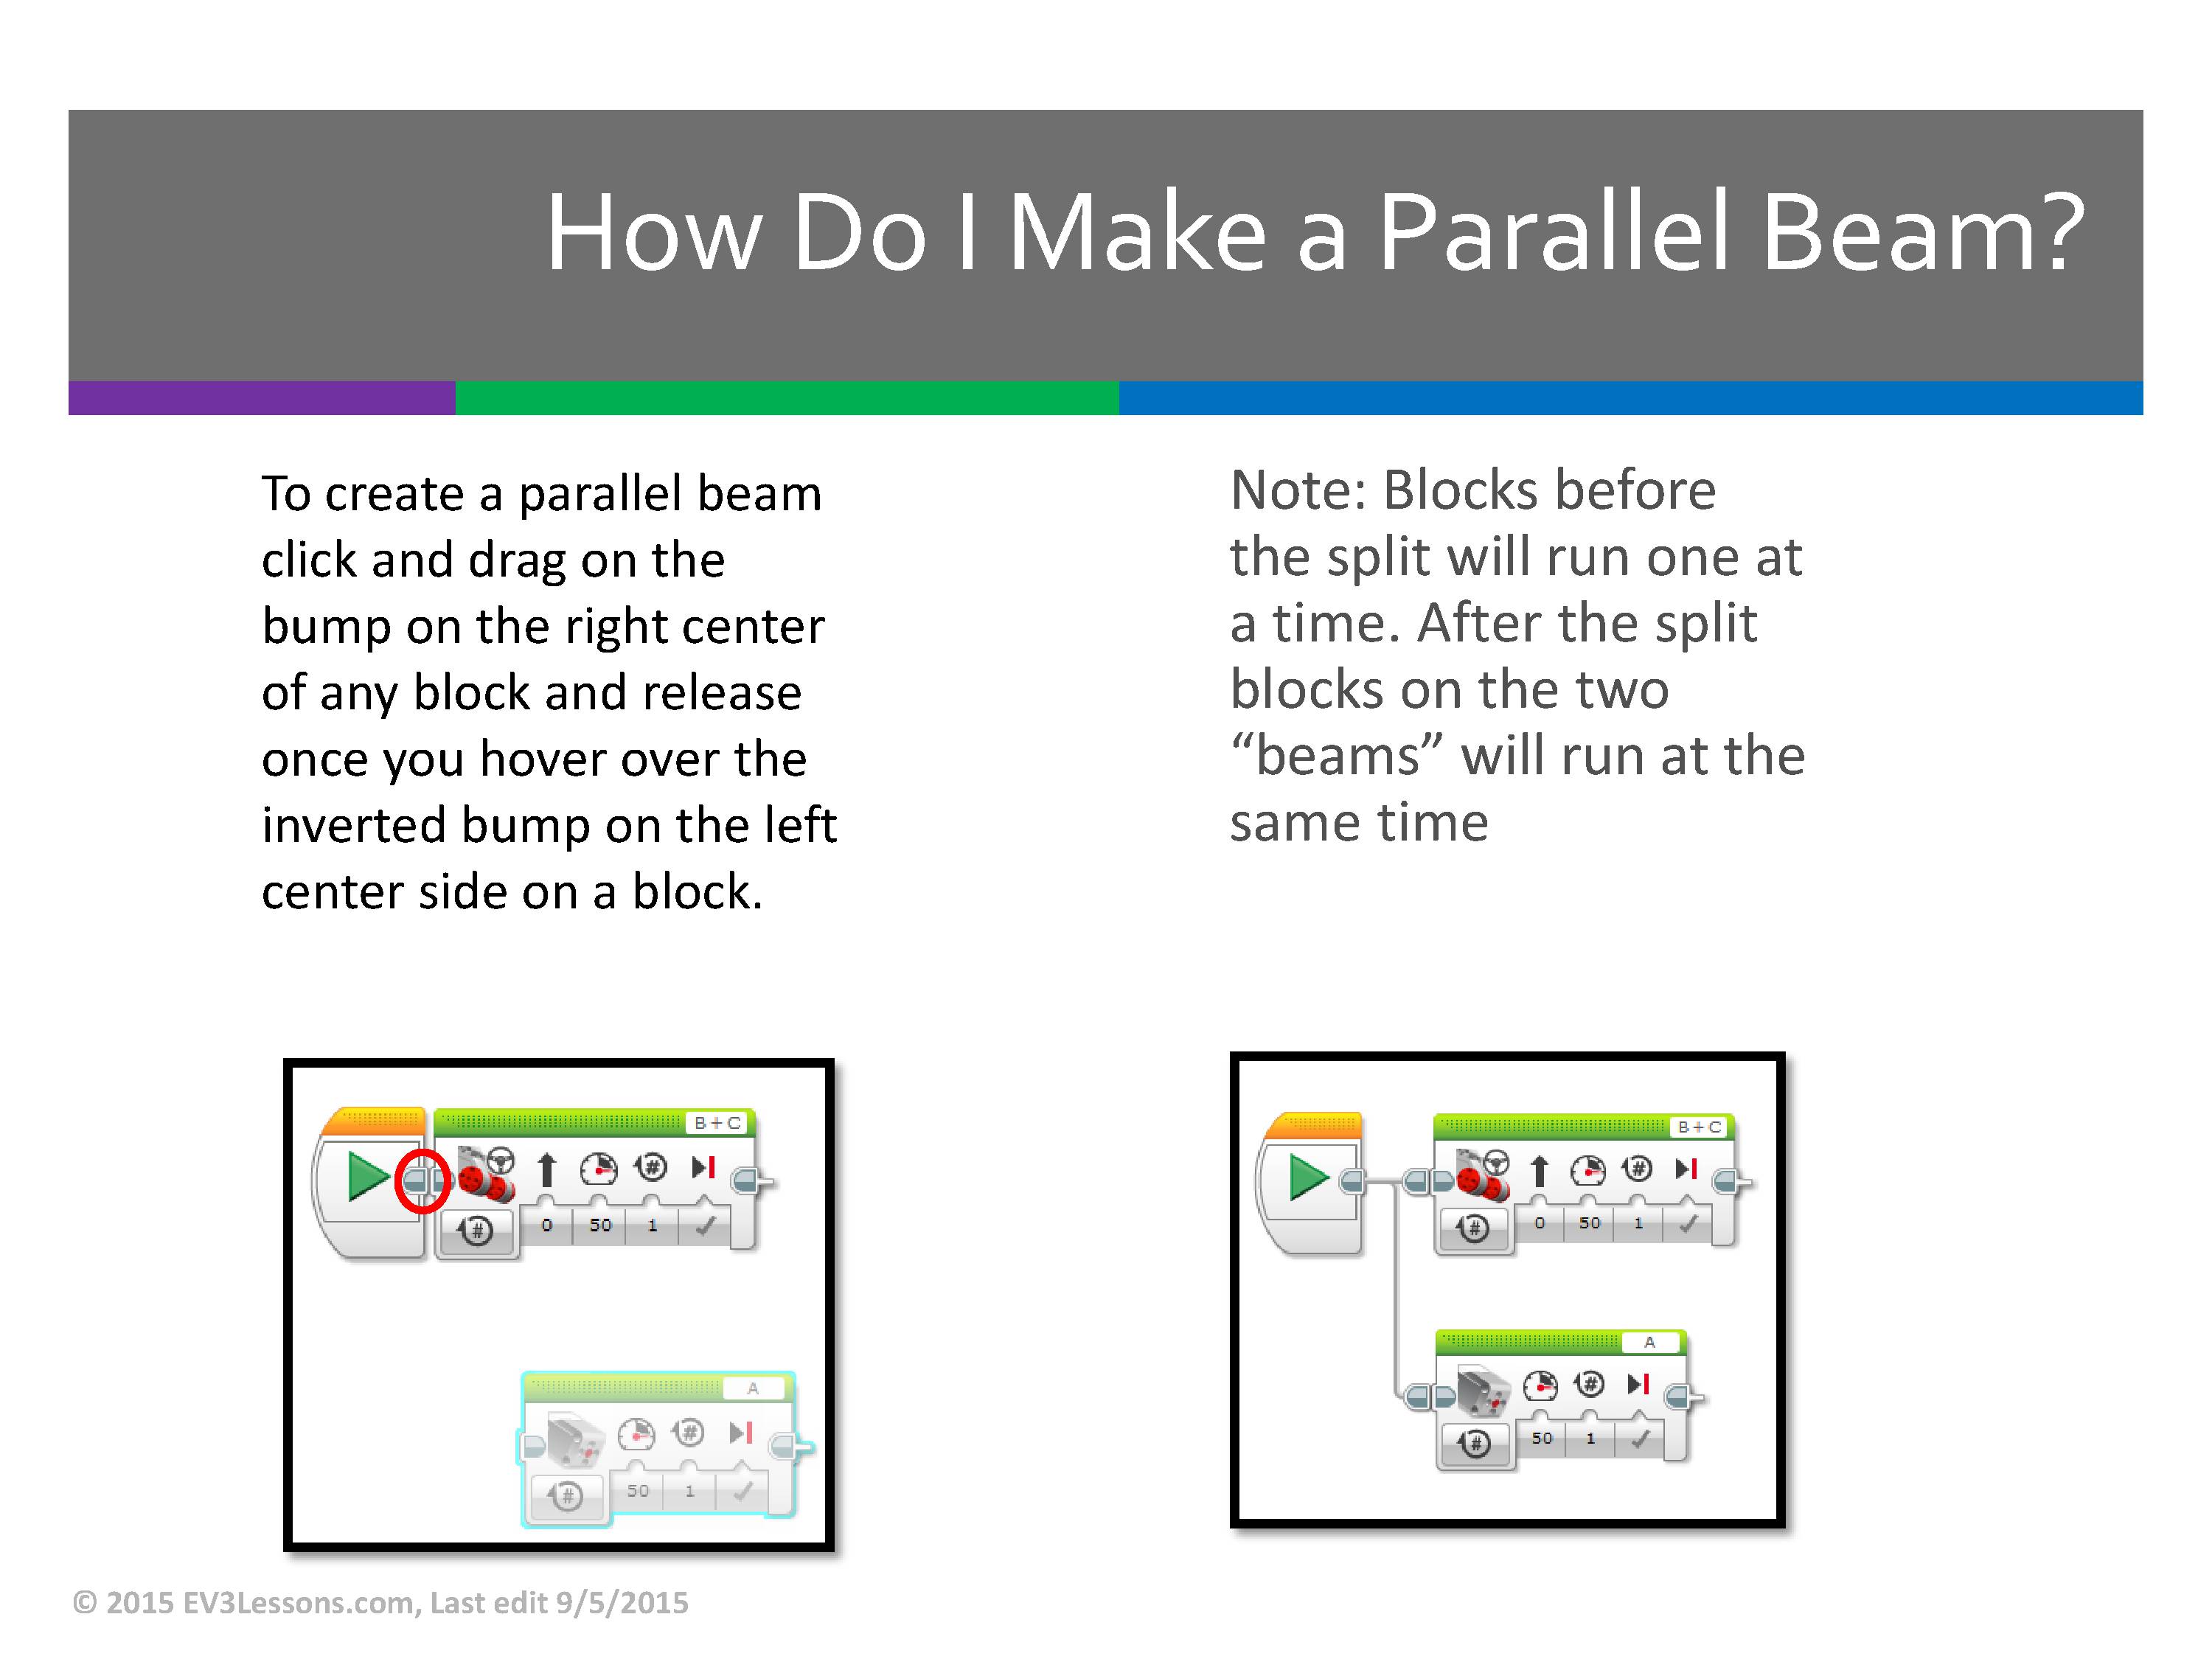 How Do I Make a Parallel Beam?
To create a parallel beam
click and drag on the
bump on the right center
of any block and release
once you hover over the
inverted bump on the left
center side on a block.
Note: Blocks before
the split will run one at
a time. After the split
blocks on the two
“beams” will run at the
same time
B+C
#
# 0 50 1
A
#
# 50 1
B+C
#
# 0 50 1
A
#
# 50 1
© 2015 EV3Lessons.com, Last edit 9/5/2015